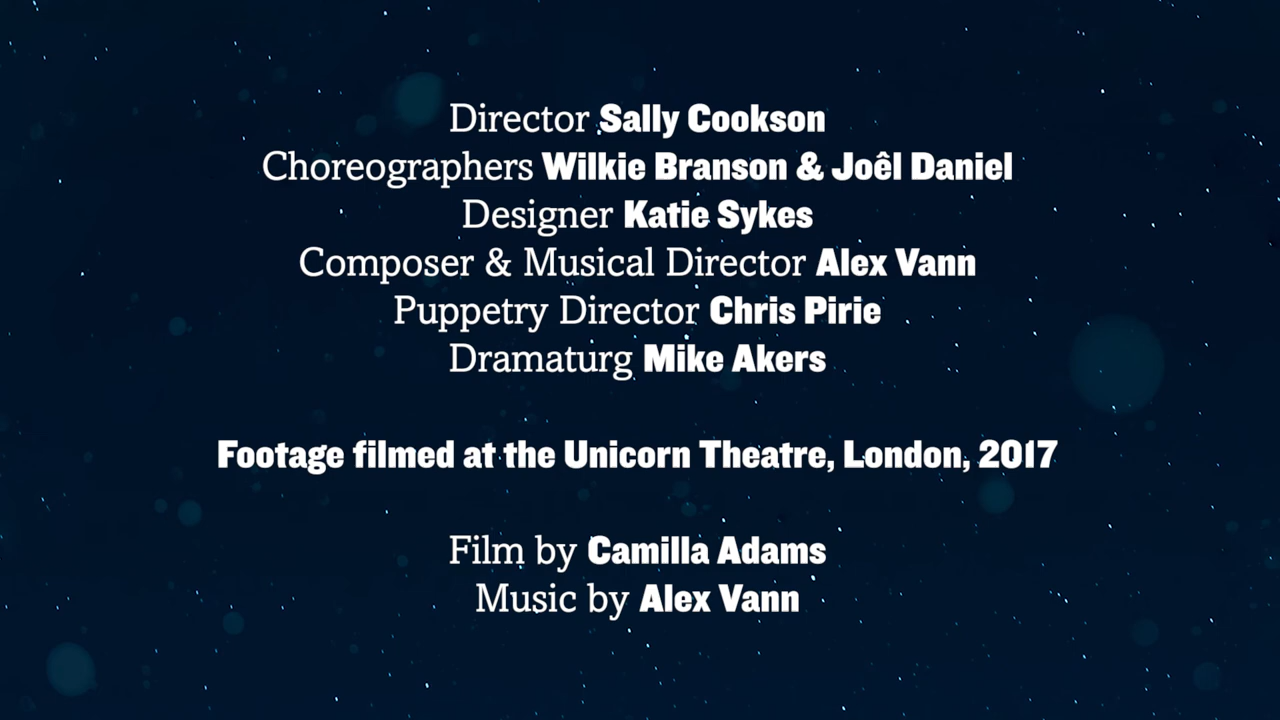 Director Sally Cookson
Choreographers Wilkie Branson & Joêl Daniel
Designer Katie Sykes
Composer & Musical Director Alex Vann
Puppetry Director Chris Pirie
Dramaturg Mike Akers
Footage filmed at the Unicorn Theatre, London, 2017
Film by Camilla Adams
Music by Alex Vann